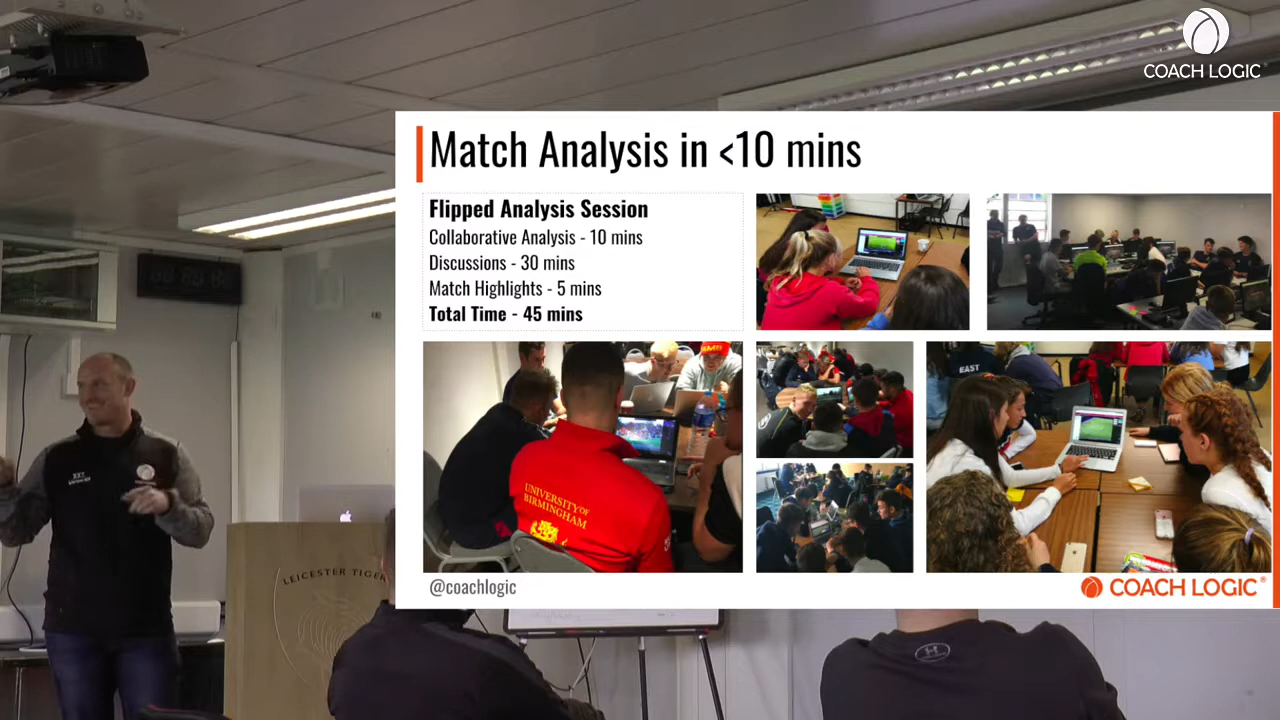 COACH LOGIC
Match Analysis in <10 mins
Flipped Analysis Session
Collaborative Analysis - 10 mins
Discussions - 30 mins
Match Highlights - 5 mins
Total Time - 45 mins
EAST
UNIVERSITY OF
BIRMINGHAM
@coachlogic
COACH LOGIC®
LEICESTER TIGER